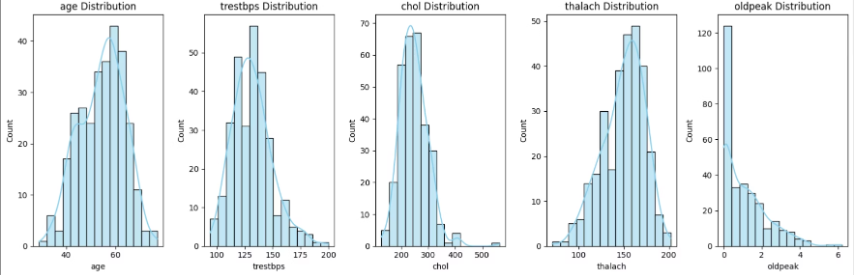 age Distribution
Count
40
30
20
10
0
40 60
age
trestbps Distribution
Count
50
40
30
20
10
0
100 125 150 175 200
trestbps
chol Distribution
Count
70
60
50
40
30
20
10
0
200 300 400 500
chol
thalach Distribution
Count
50
40
30
20
10
0
100 150 200
thalach
oldpeak Distribution
Count
120
100
80
60
40
20
0
0 2 4 6
oldpeak